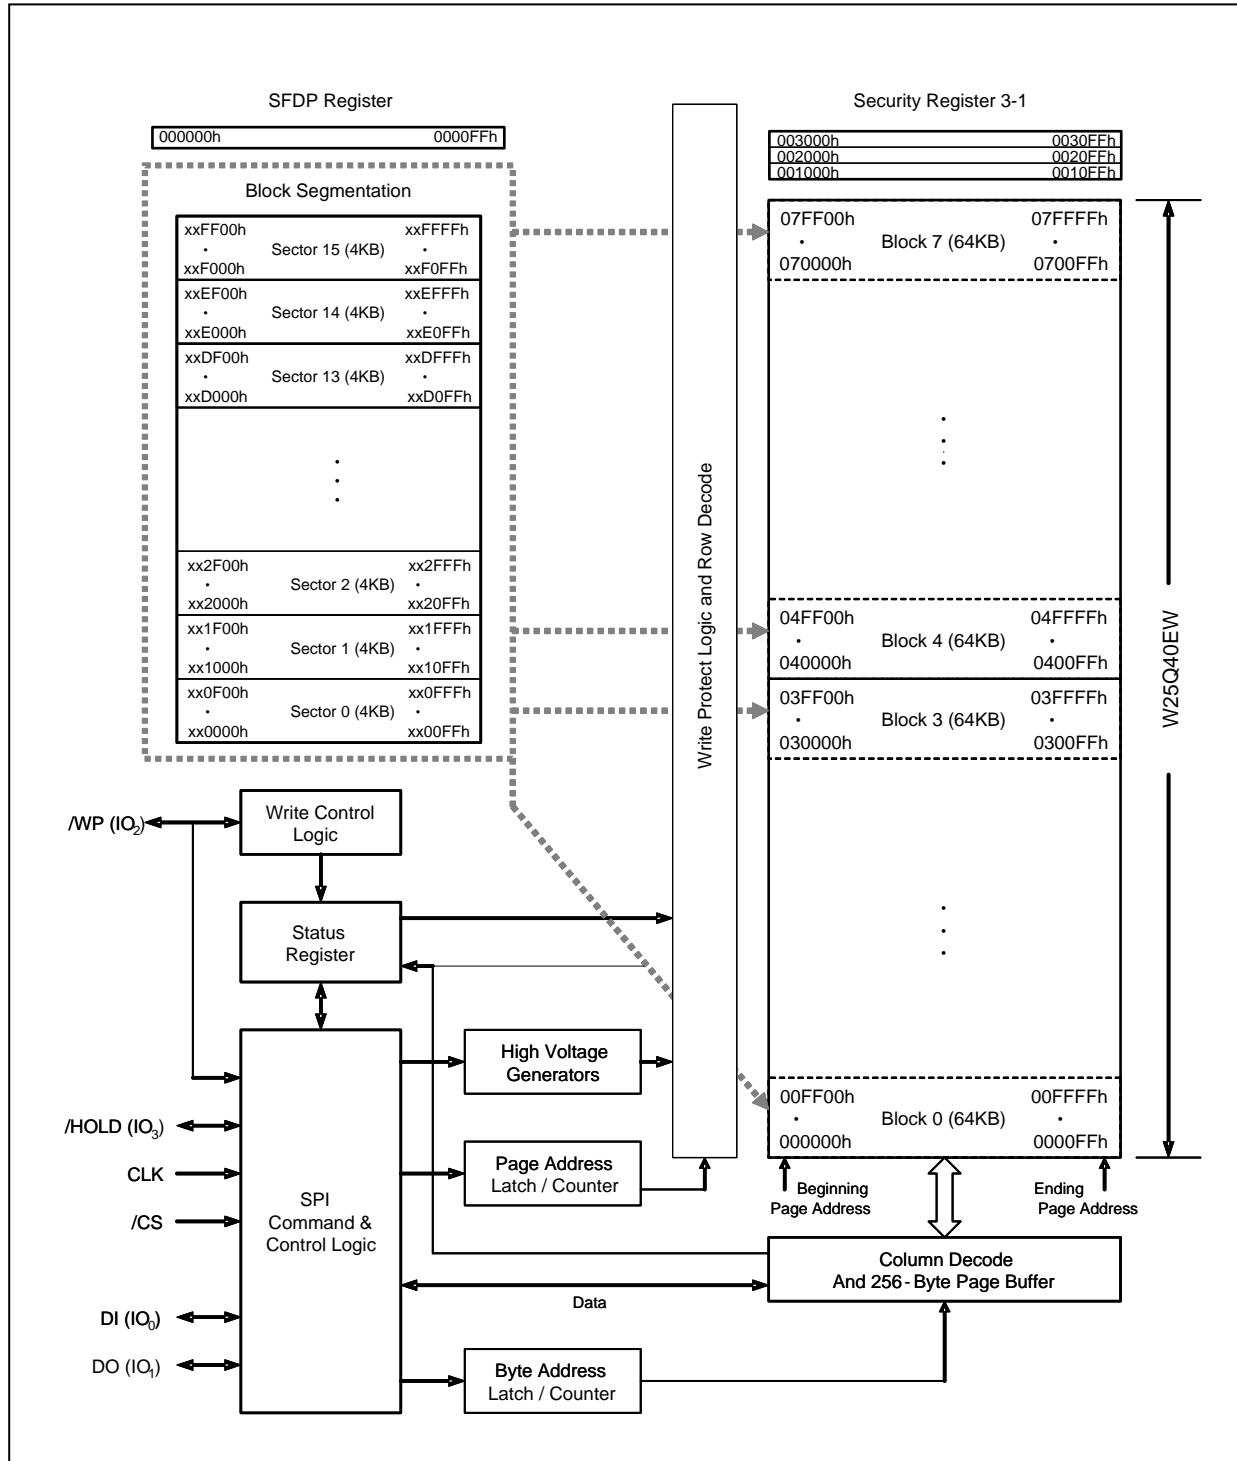 SFDP Register
000000h 0000FFh
Block Segmentation
xxFF00h xxFFFFh
• Sector 15 (4KB) •
xxF000h xxF0FFh
xxEF00h xxEFFFh
• Sector 14 (4KB) •
xxE000h xxE0FFh
xxDF00h xxDFFFh
• Sector 13 (4KB) •
xxD000h xxD0FFh
xx2F00h xx2FFFh
• Sector 2 (4KB) •
xx2000h xx20FFh
xx1F00h xx1FFFh
• Sector 1 (4KB) •
xx1000h xx10FFh
xx0F00h xx0FFFh
• Sector 0 (4KB) •
xx0000h xx00FFh
Write Protect Logic and Row Decode
Security Register 3-1
003000h 0030FFh
002000h 0020FFh
001000h 0010FFh
07FF00h 07FFFFh
• Block 7 (64KB) •
070000h 0700FFh
04FF00h 04FFFFh
• Block 4 (64KB) •
040000h 0400FFh
03FF00h 03FFFFh
• Block 3 (64KB) •
030000h 0300FFh
00FF00h 00FFFFh
• Block 0 (64KB) •
000000h 0000FFh
W25Q40EW
Beginning
Page Address
Ending
Page Address
/WP (IO2)
Write Control
Logic
Status
Register
High Voltage
Generators
/HOLD (IO3)
CLK
/CS
DI (IO0)
DO (IO1)
SPI
Command &
Control Logic
Page Address
Latch / Counter
Column Decode
And 256-Byte Page Buffer
Data
Byte Address
Latch / Counter